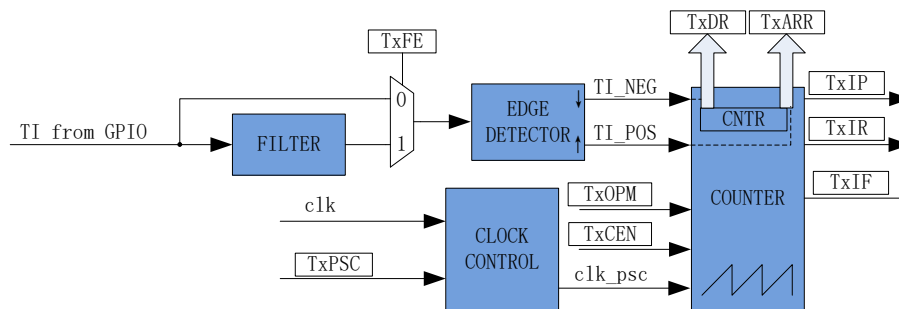 TxDR
TxARR
TxFE
TI_NEG
TxIP
0
EDGE
DETECTOR
CNTR
TI from GPIO
FILTER
1
TI_POS
TxIR
TxOPM
TxIF
COUNTER
clk
CLOCK
CONTROL
TxCEN
TxPSC
clk_psc